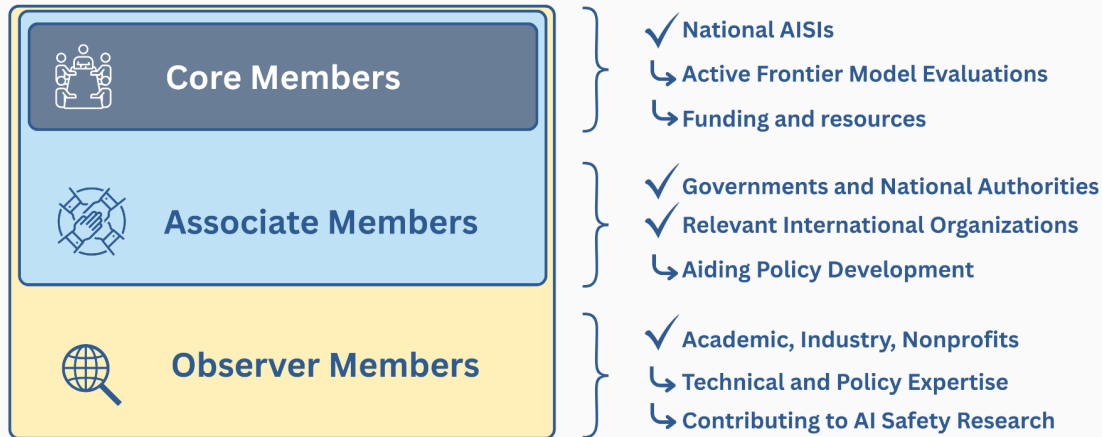 Core Members
National AISIs
Active Frontier Model Evaluations
Funding and resources
Associate Members
Governments and National Authorities
Relevant International Organizations
Aiding Policy Development
Observer Members
Academic, Industry, Nonprofits
Technical and Policy Expertise
Contributing to AI Safety Research